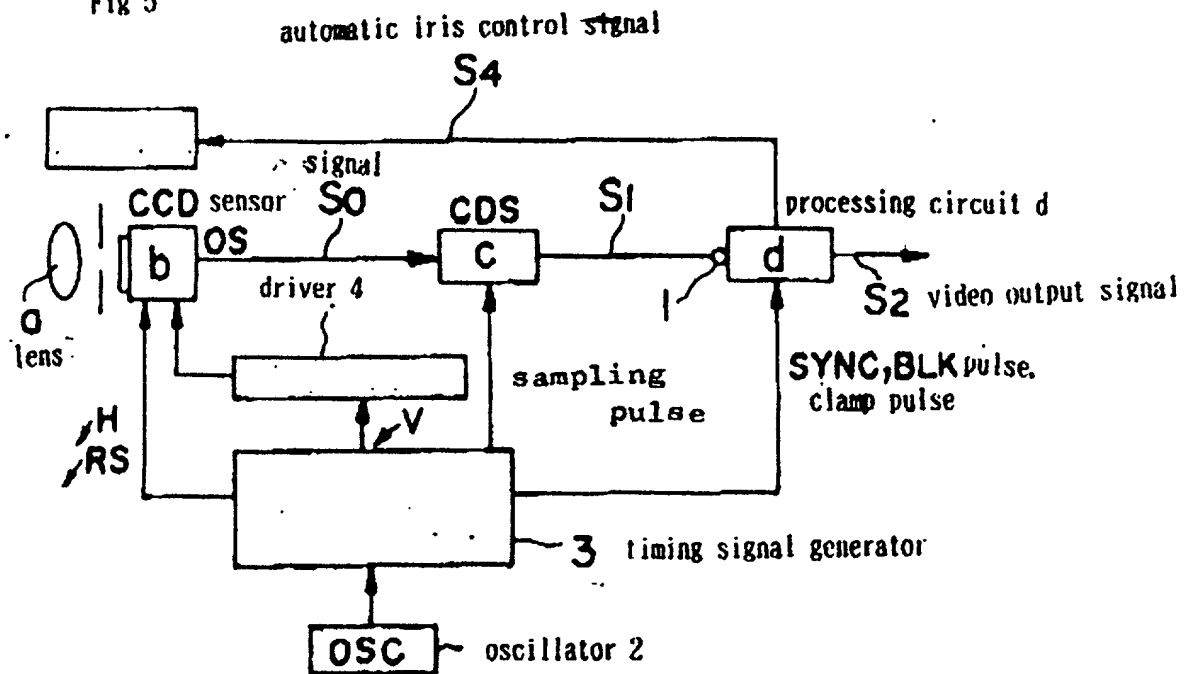 Fig 5
automatic iris control signal
S4
signal
CCD sensor
S0
CDS
S1
processing circuit d
OS
b
c
d
driver 4
1
S2 video output signal
a
lens
sampling
pulse
SYNC,BLK pulse.
clamp pulse
H
V
RS
3 timing signal generator
OSC
oscillator 2